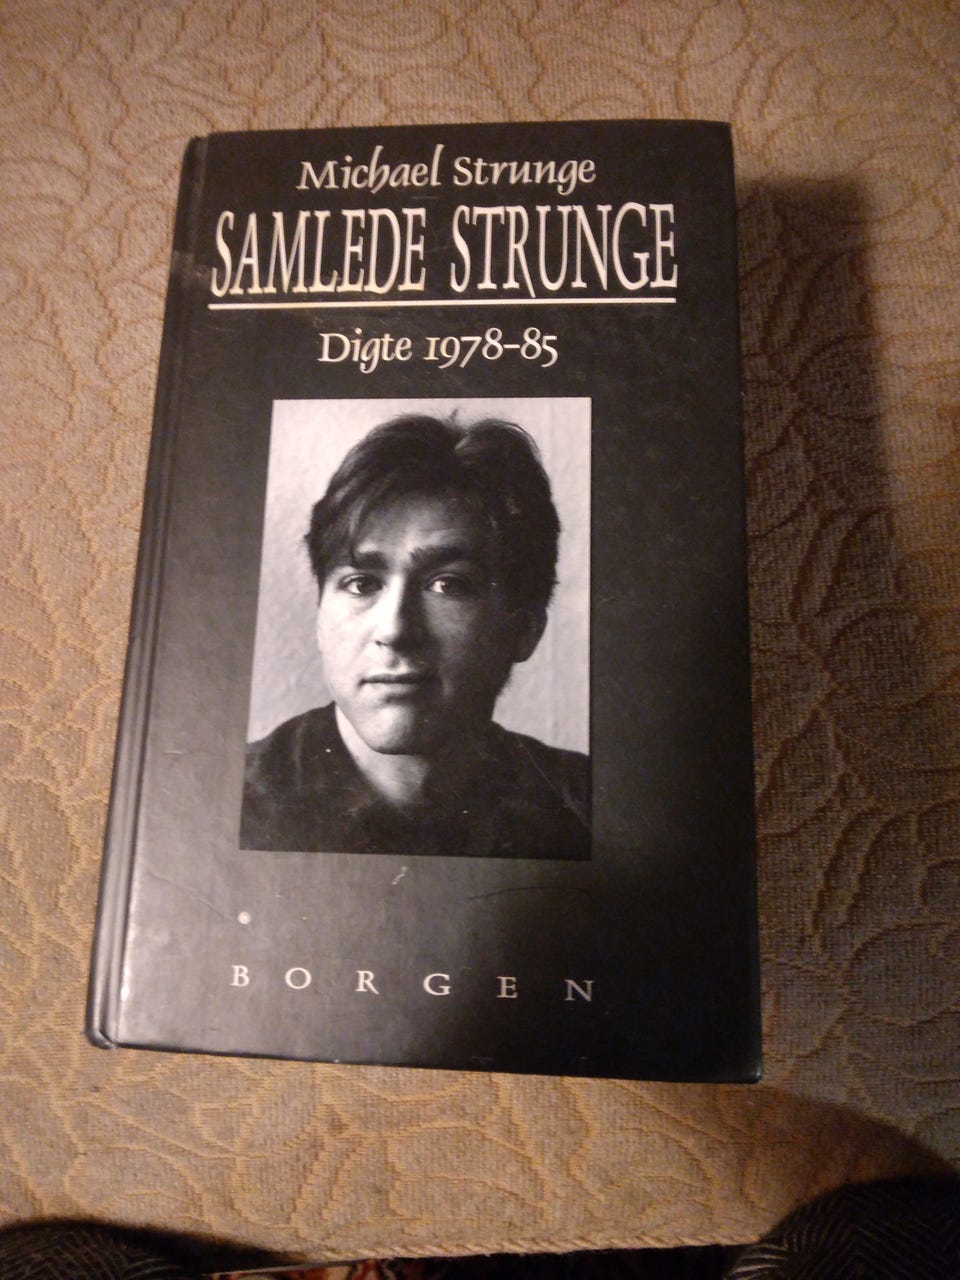 Michael Strunge
SAMLEDE STRUNGE
Digte 1978-85
BORGEN